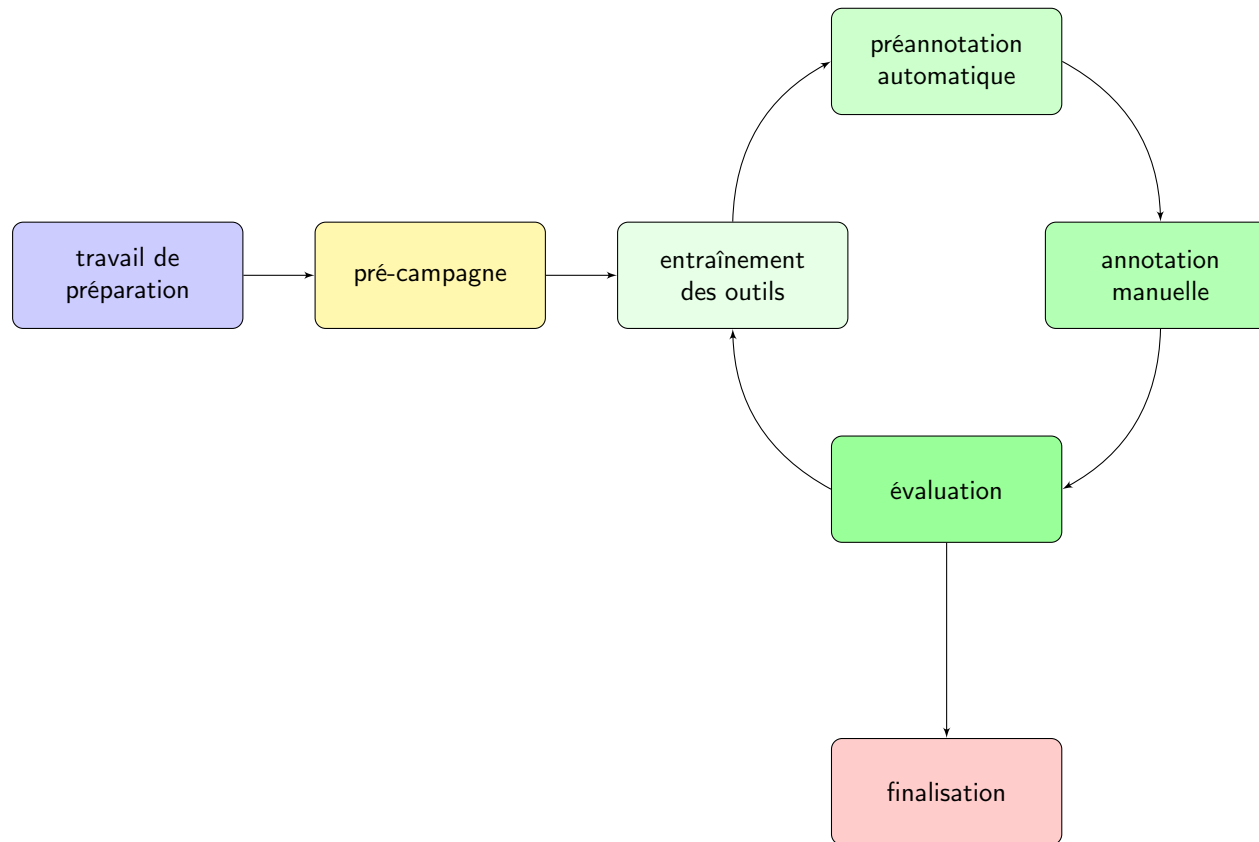 préannotation
automatique
travail de
préparation
pré-campagne
entraînement
des outils
annotation
manuelle
évaluation
finalisation